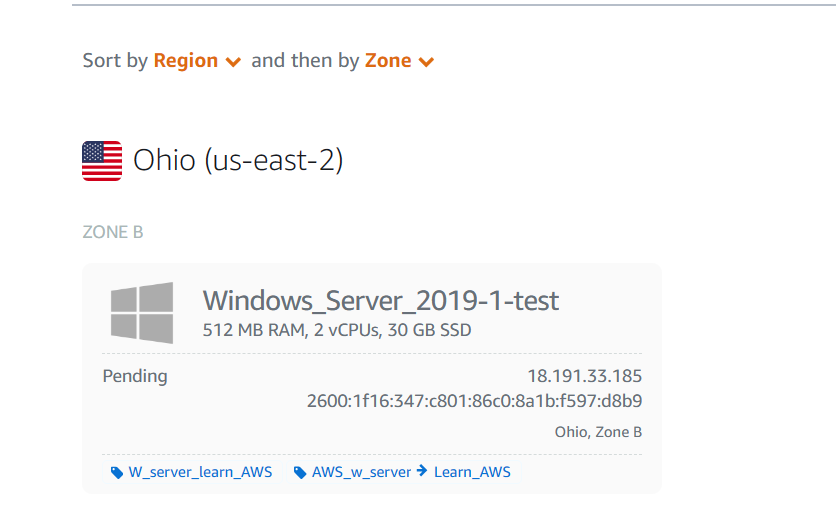 Sort by Region and then by Zone
Ohio (us-east-2)
ZONE B
Windows_Server_2019-1-test
512 MB RAM, 2 vCPUs, 30 GB SSD
Pending 18.191.33.185
2600:1f16:347:c801:86c0:8a1b:f597:d8b9
Ohio, Zone B
W_server_learn_AWS AWS_w_server → Learn_AWS